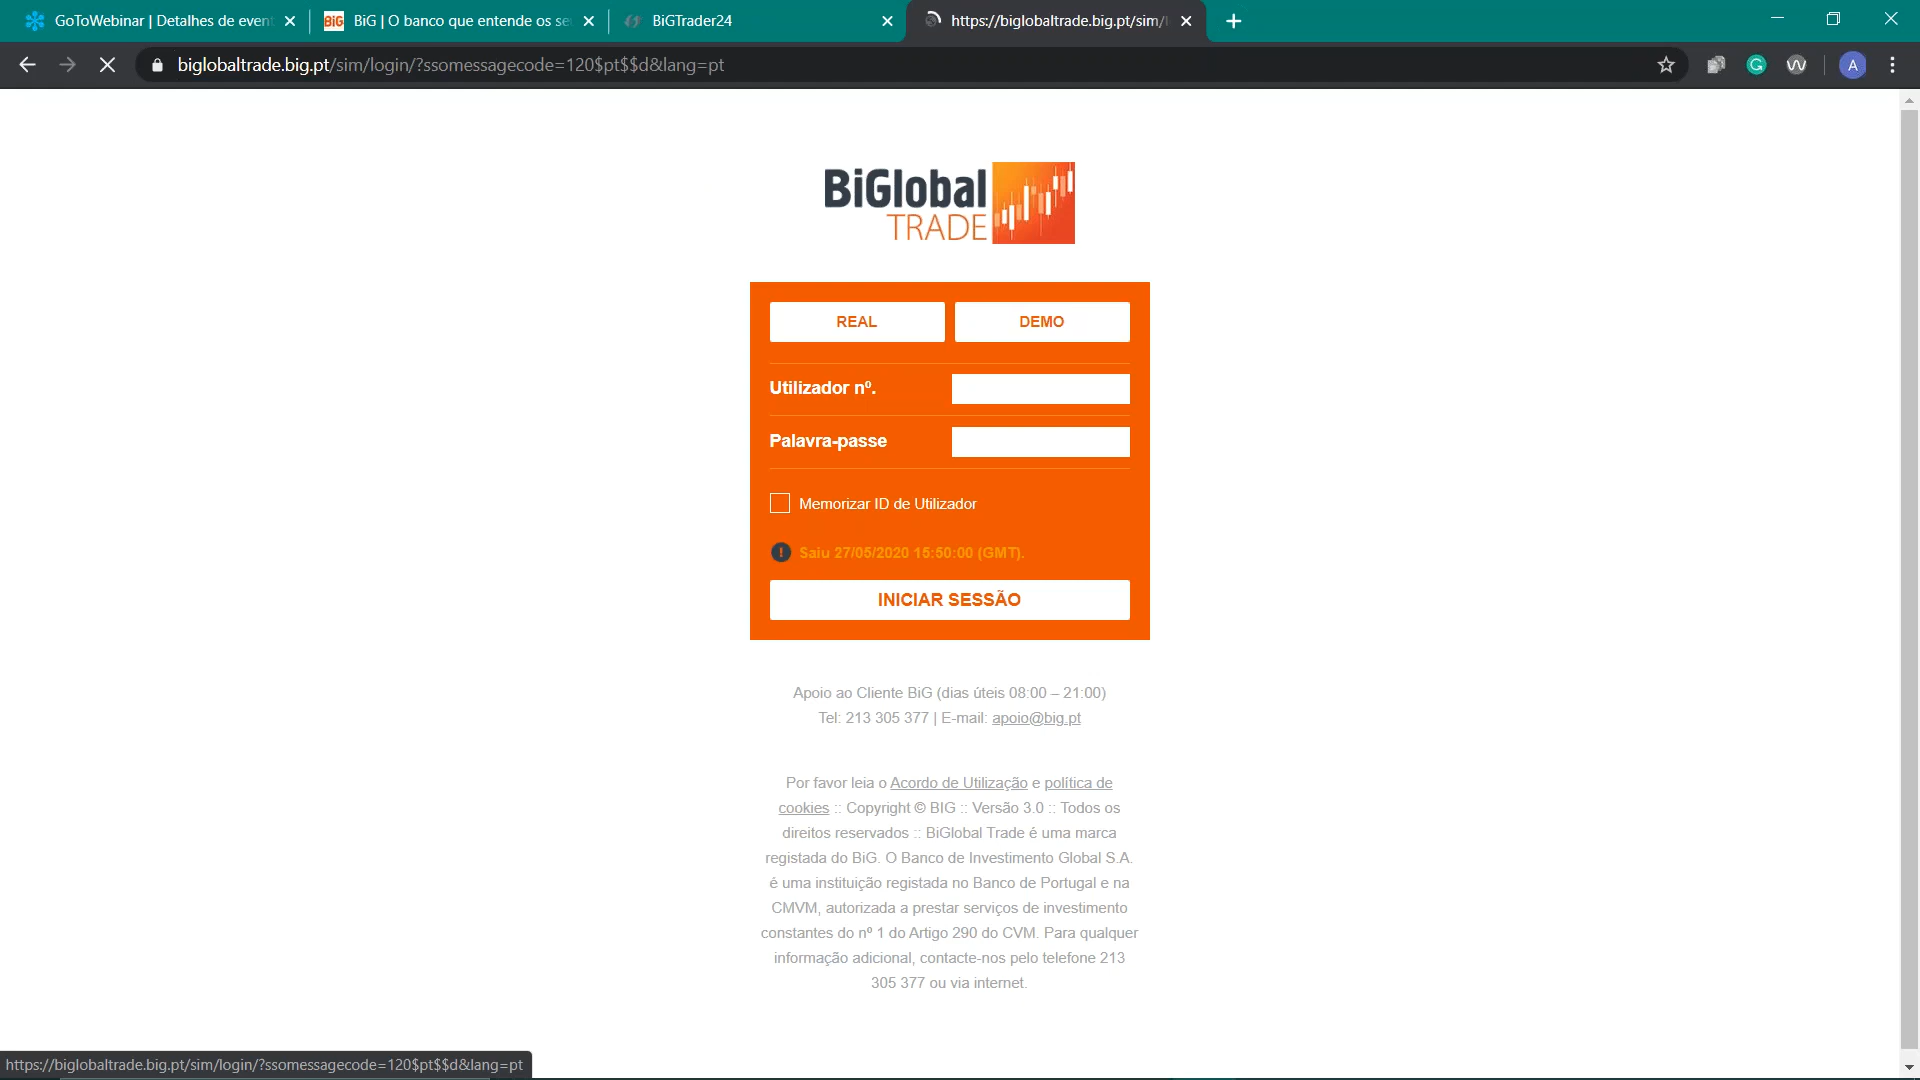 GoToWebinar | Detalhes de event
BiG | O banco que entende os se
BiGTrader24
https://biglobaltrade.big.pt/sim/l
biglobaltrade.big.pt/sim/login/?ssomessagecode=120$pt$$d&lang=pt
A
BiGlobal
TRADE
REAL
DEMO
Utilizador nº.
Palavra-passe
Memorizar ID de Utilizador
Saiu 27/05/2020 15:50:00 (GMT).
INICIAR SESSÃO
Apoio ao Cliente BiG (dias úteis 08:00 – 21:00)
Tel: 213 305 377 | E-mail: apoio@big.pt
Por favor leia o Acordo de Utilização e política de
cookies :: Copyright © BIG :: Versão 3.0 :: Todos os
direitos reservados :: BiGlobal Trade é uma marca
registada do BiG. O Banco de Investimento Global S.A.
é uma instituição registada no Banco de Portugal e na
CMVM, autorizada a prestar serviços de investimento
constantes do nº 1 do Artigo 290 do CVM. Para qualquer
informação adicional, contacte-nos pelo telefone 213
305 377 ou via internet.
https://biglobaltrade.big.pt/sim/login/?ssomessagecode=120$pt$$d&lang=pt